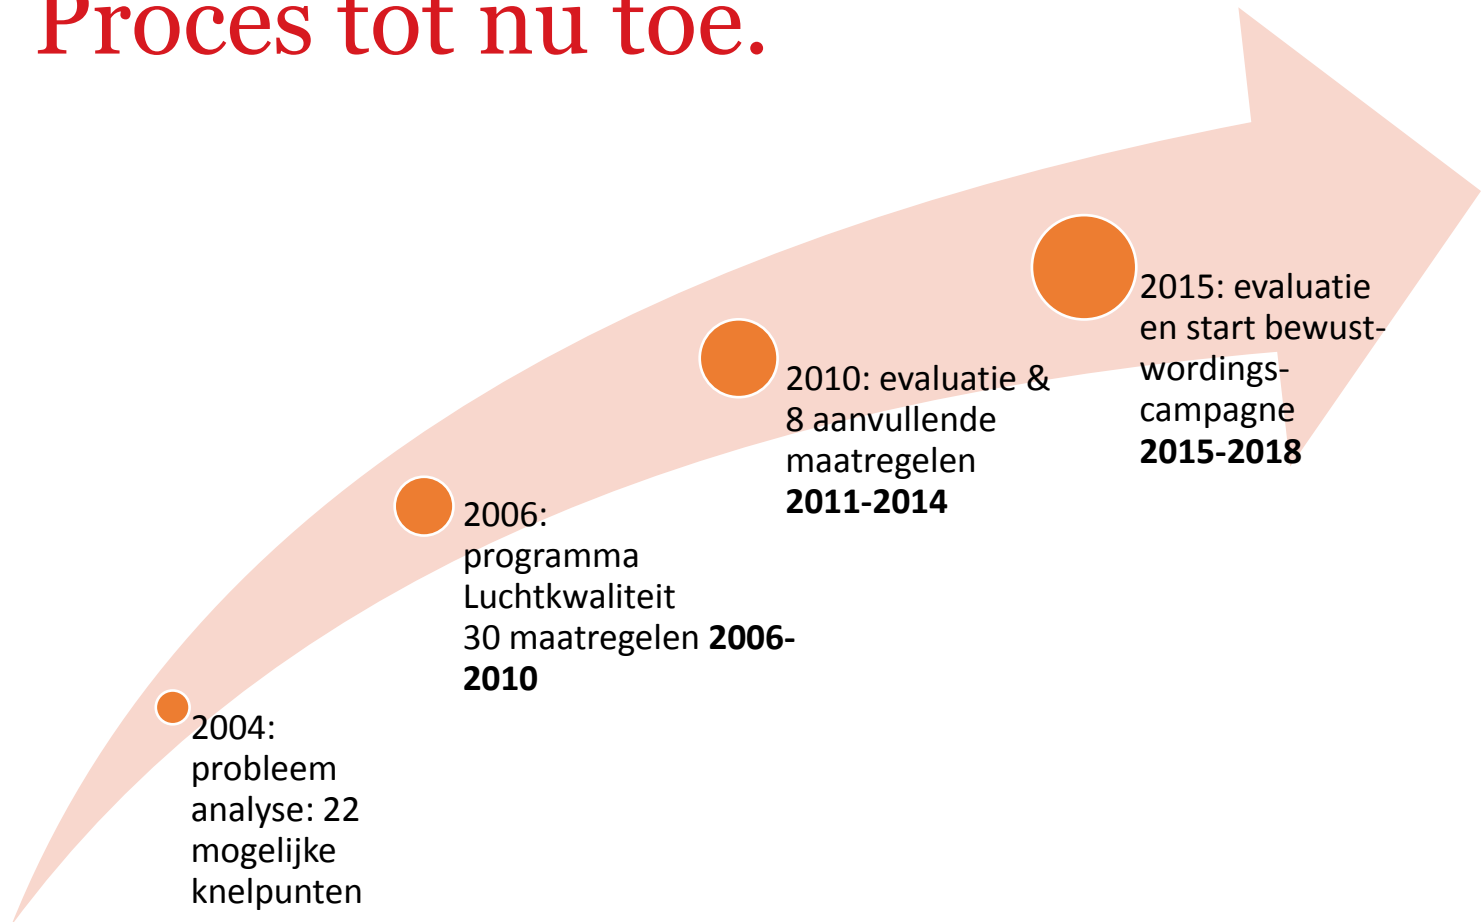 Proces tot nu toe.
2004:
probleem
analyse: 22
mogelijke
knelpunten
2006:
programma
Luchtkwaliteit
30 maatregelen 2006-
2010
2010: evaluatie &
8 aanvullende
maatregelen
2011-2014
2015: evaluatie
en start bewust-
wordings-
campagne
2015-2018